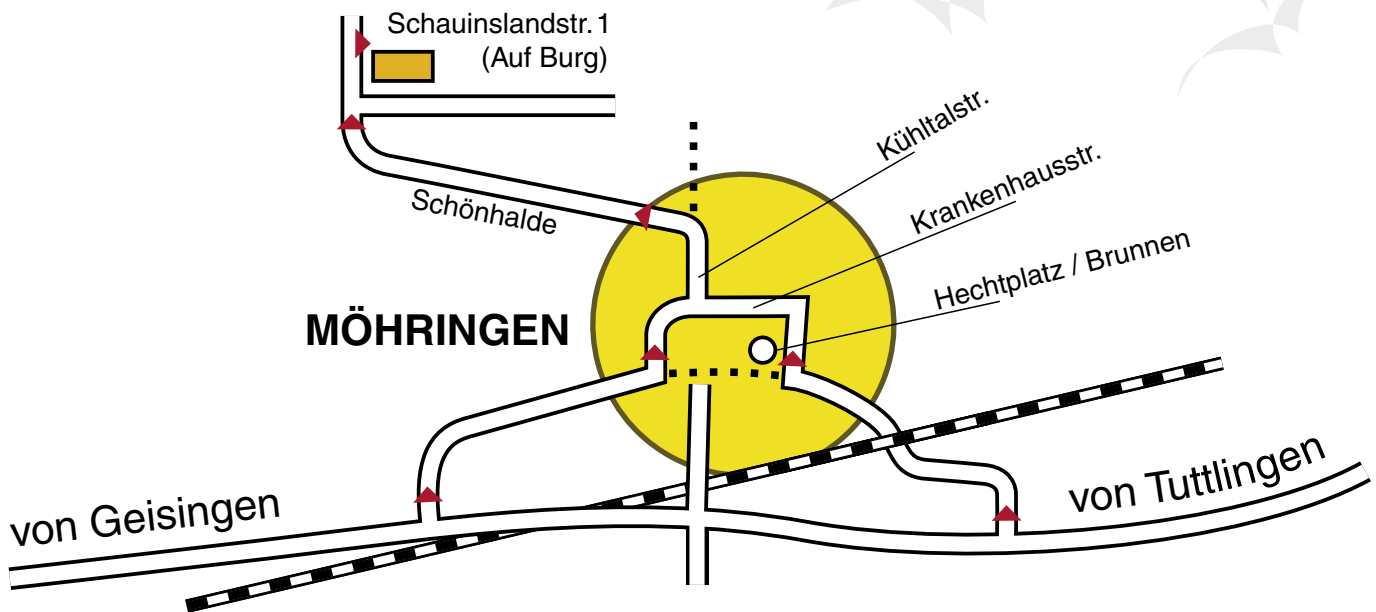 Schauinslandstr. 1
(Auf Burg)
Kühltalstr.
Krankenhausstr.
Schönhalde
Hechtplatz / Brunnen
MÖHRINGEN
von Geisingen
von Tuttlingen